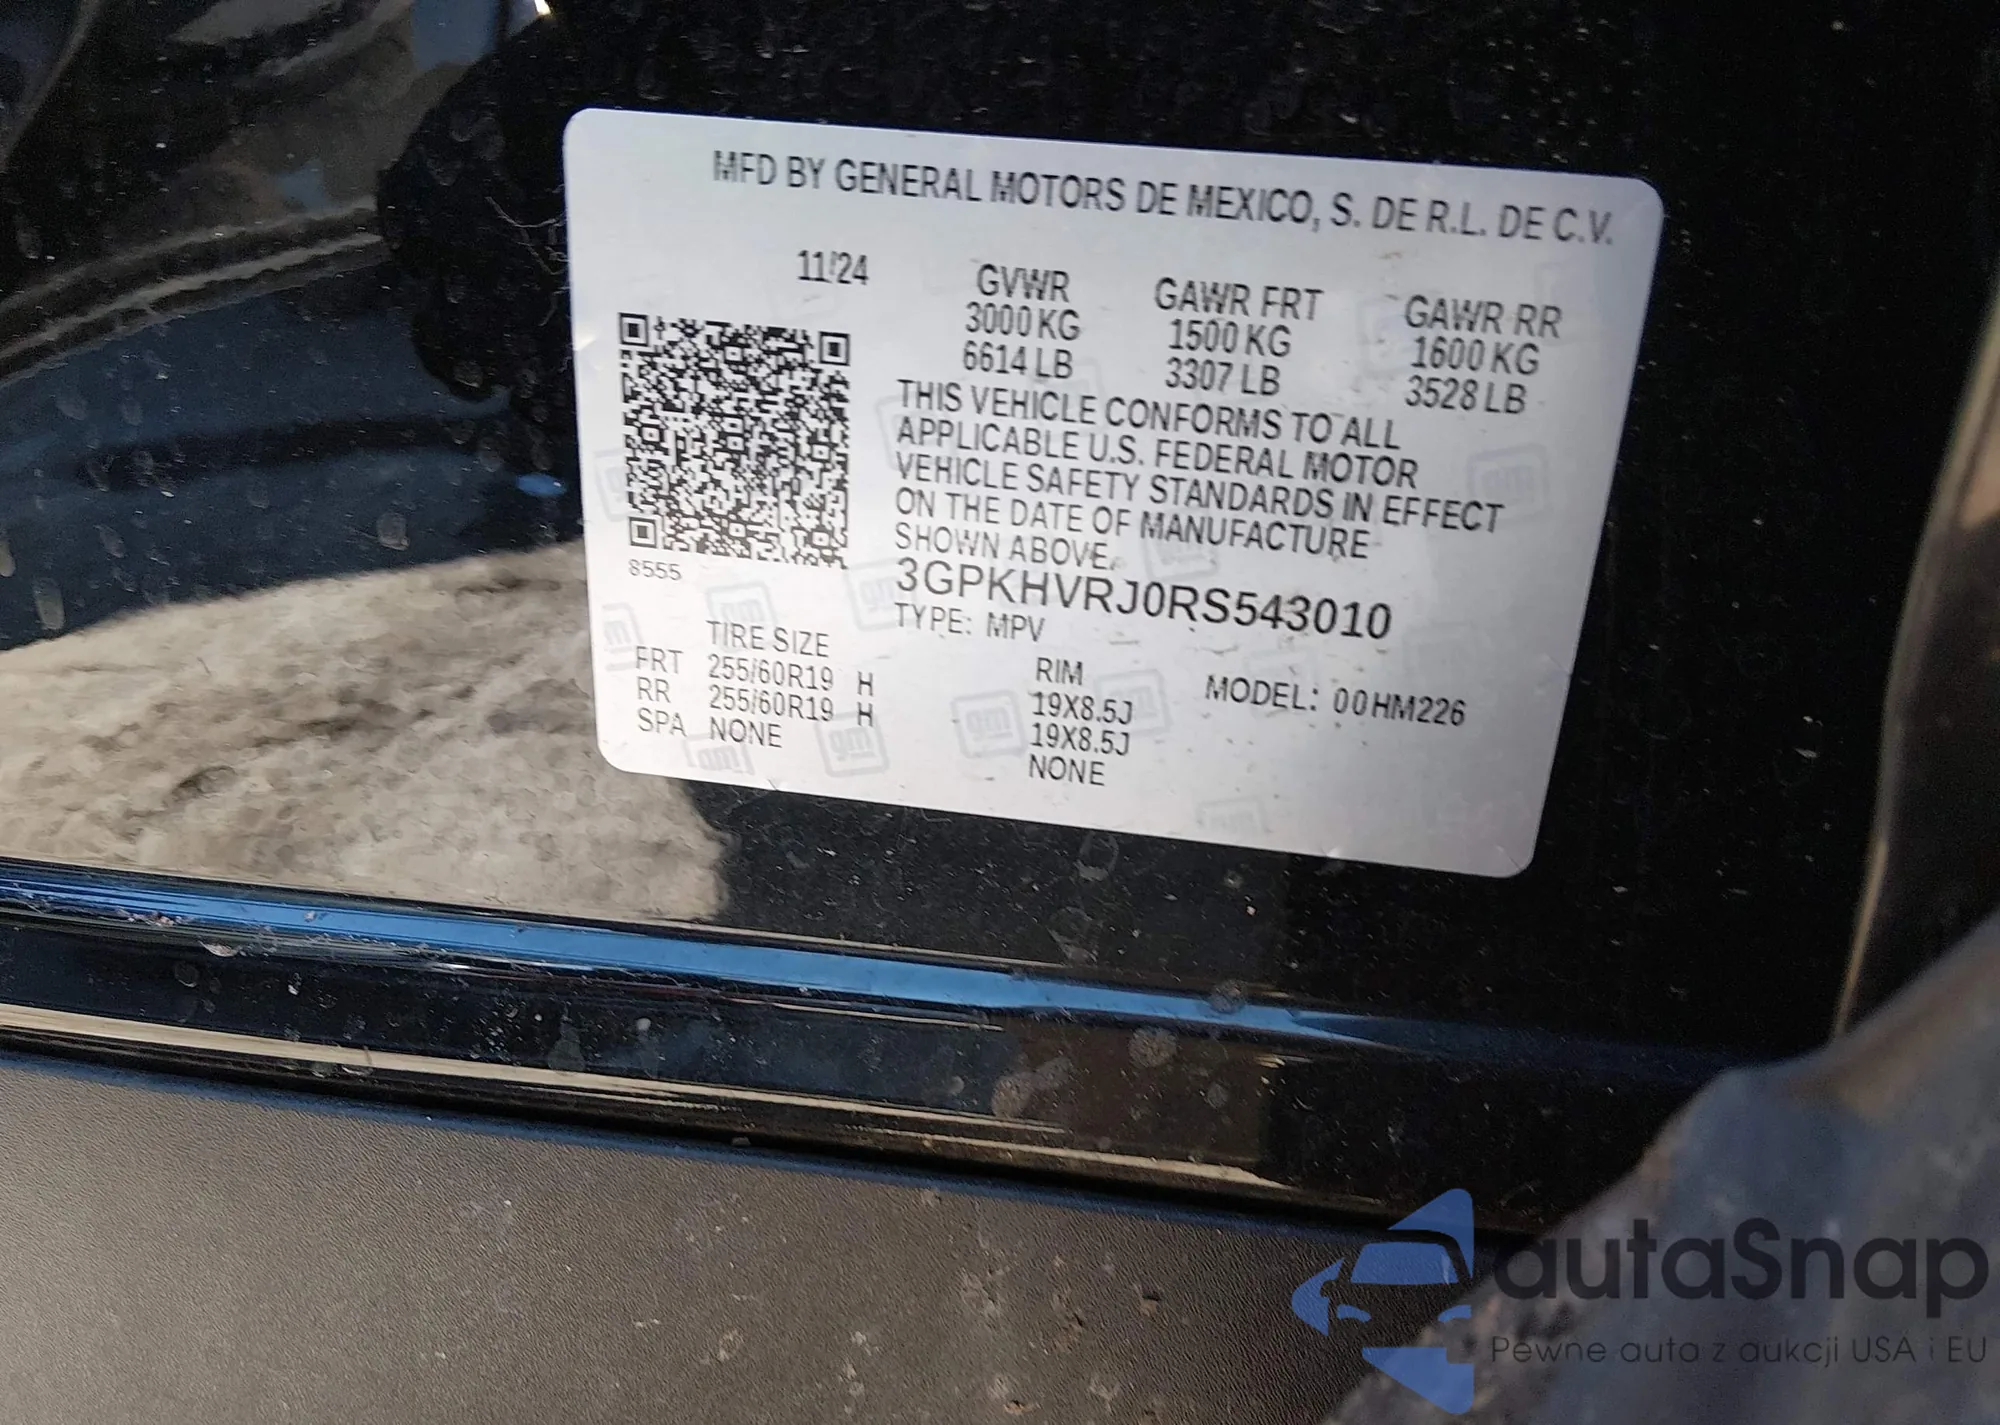 MFD BY GENERAL MOTORS DE MEXICO, S. DE R.L. DE C.V.
11/24 GVWR GAWR FRT GAWR RR
3000 KG 1500 KG 1600 KG
6614 LB 3307 LB 3528 LB
THIS VEHICLE CONFORMS TO ALL
APPLICABLE U.S. FEDERAL MOTOR
VEHICLE SAFETY STANDARDS IN EFFECT
ON THE DATE OF MANUFACTURE
SHOWN ABOVE.
8555
3GPKHVRJ0RS543010
TYPE: MPV
TIRE SIZE RIM MODEL: 00HM226
FRT 255/60R19 H 19X8.5J
RR 255/60R19 H 19X8.5J
SPA NONE NONE
autaSnap
Pewne auta z aukcji USA i EU